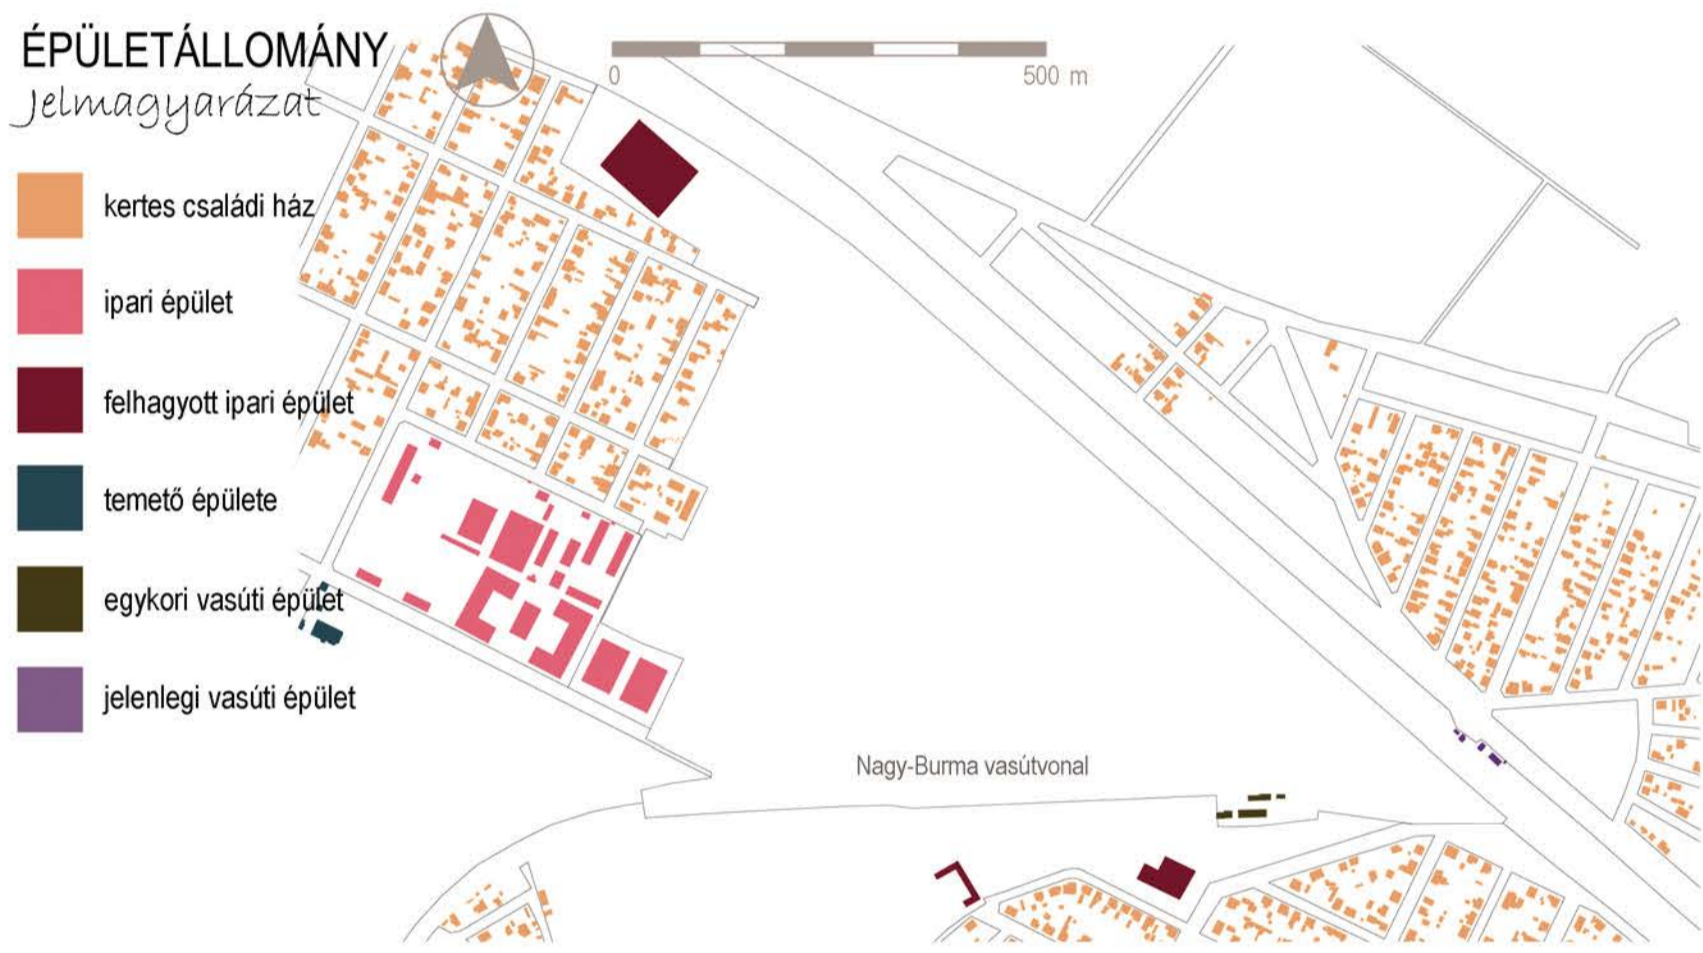 ÉPÜLETÁLLOMÁNY
Jelmagyarázat
0
500 m
kertes családi ház
ipari épület
felhagyott ipari épület
temető épülete
egykori vasúti épület
jelenlegi vasúti épület
Nagy-Burma vasútvonal